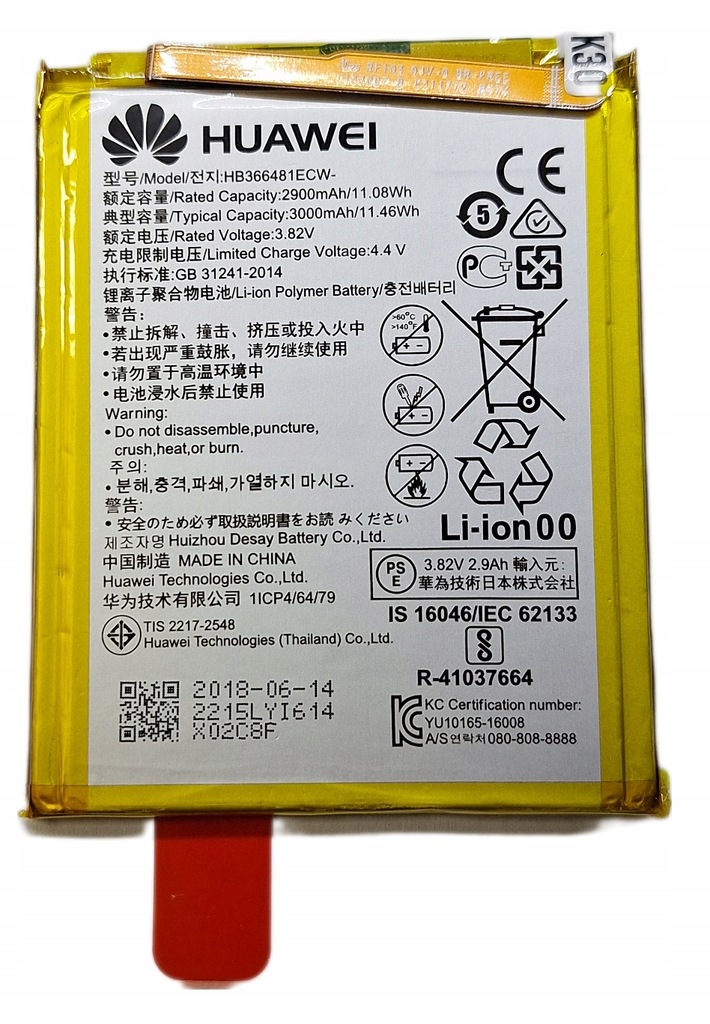 K30
HUAWEI
型号/Model/전지:HB366481ECW-
额定容量/Rated Capacity:2900mAh/11.08Wh
典型容量/Typical Capacity:3000mAh/11.46Wh
额定电压/Rated Voltage:3.82V
充电限制电压/Limited Charge Voltage:4.4 V
执行标准:GB 31241-2014
锂离子聚合物电池/Li-ion Polymer Battery/충전배터리
CE
5
PC
警告:
•禁止拆解、撞击、挤压或投入火中
•若出现严重鼓胀，请勿继续使用
•请勿置于高温环境中
•电池浸水后禁止使用
>60°C
>140°F
Warning:
• Do not disassemble,puncture,
crush,heat,or burn.
주의:
• 분해,충격,파쇄,가열하지 마시오.
警告:
• 安全のため必ず取扱説明書をお読 みください
Li-ion00
제조자명 Huizhou Desay Battery Co.,Ltd.
中国制造 MADE IN CHINA
Huawei Technologies Co.,Ltd.
华为技术有限公司 1ICP4/64/79
PS
E
3.82V 2.9Ah 輸入元:
華為技術日本株式会社
IS 16046/IEC 62133
TIS 2217-2548
Huawei Technologies (Thailand) Co.,Ltd.
R-41037664
2018-06-14
2215LYI614
X02C8F
KC Certification number:
YU10165-16008
A/S연락처080-808-8888